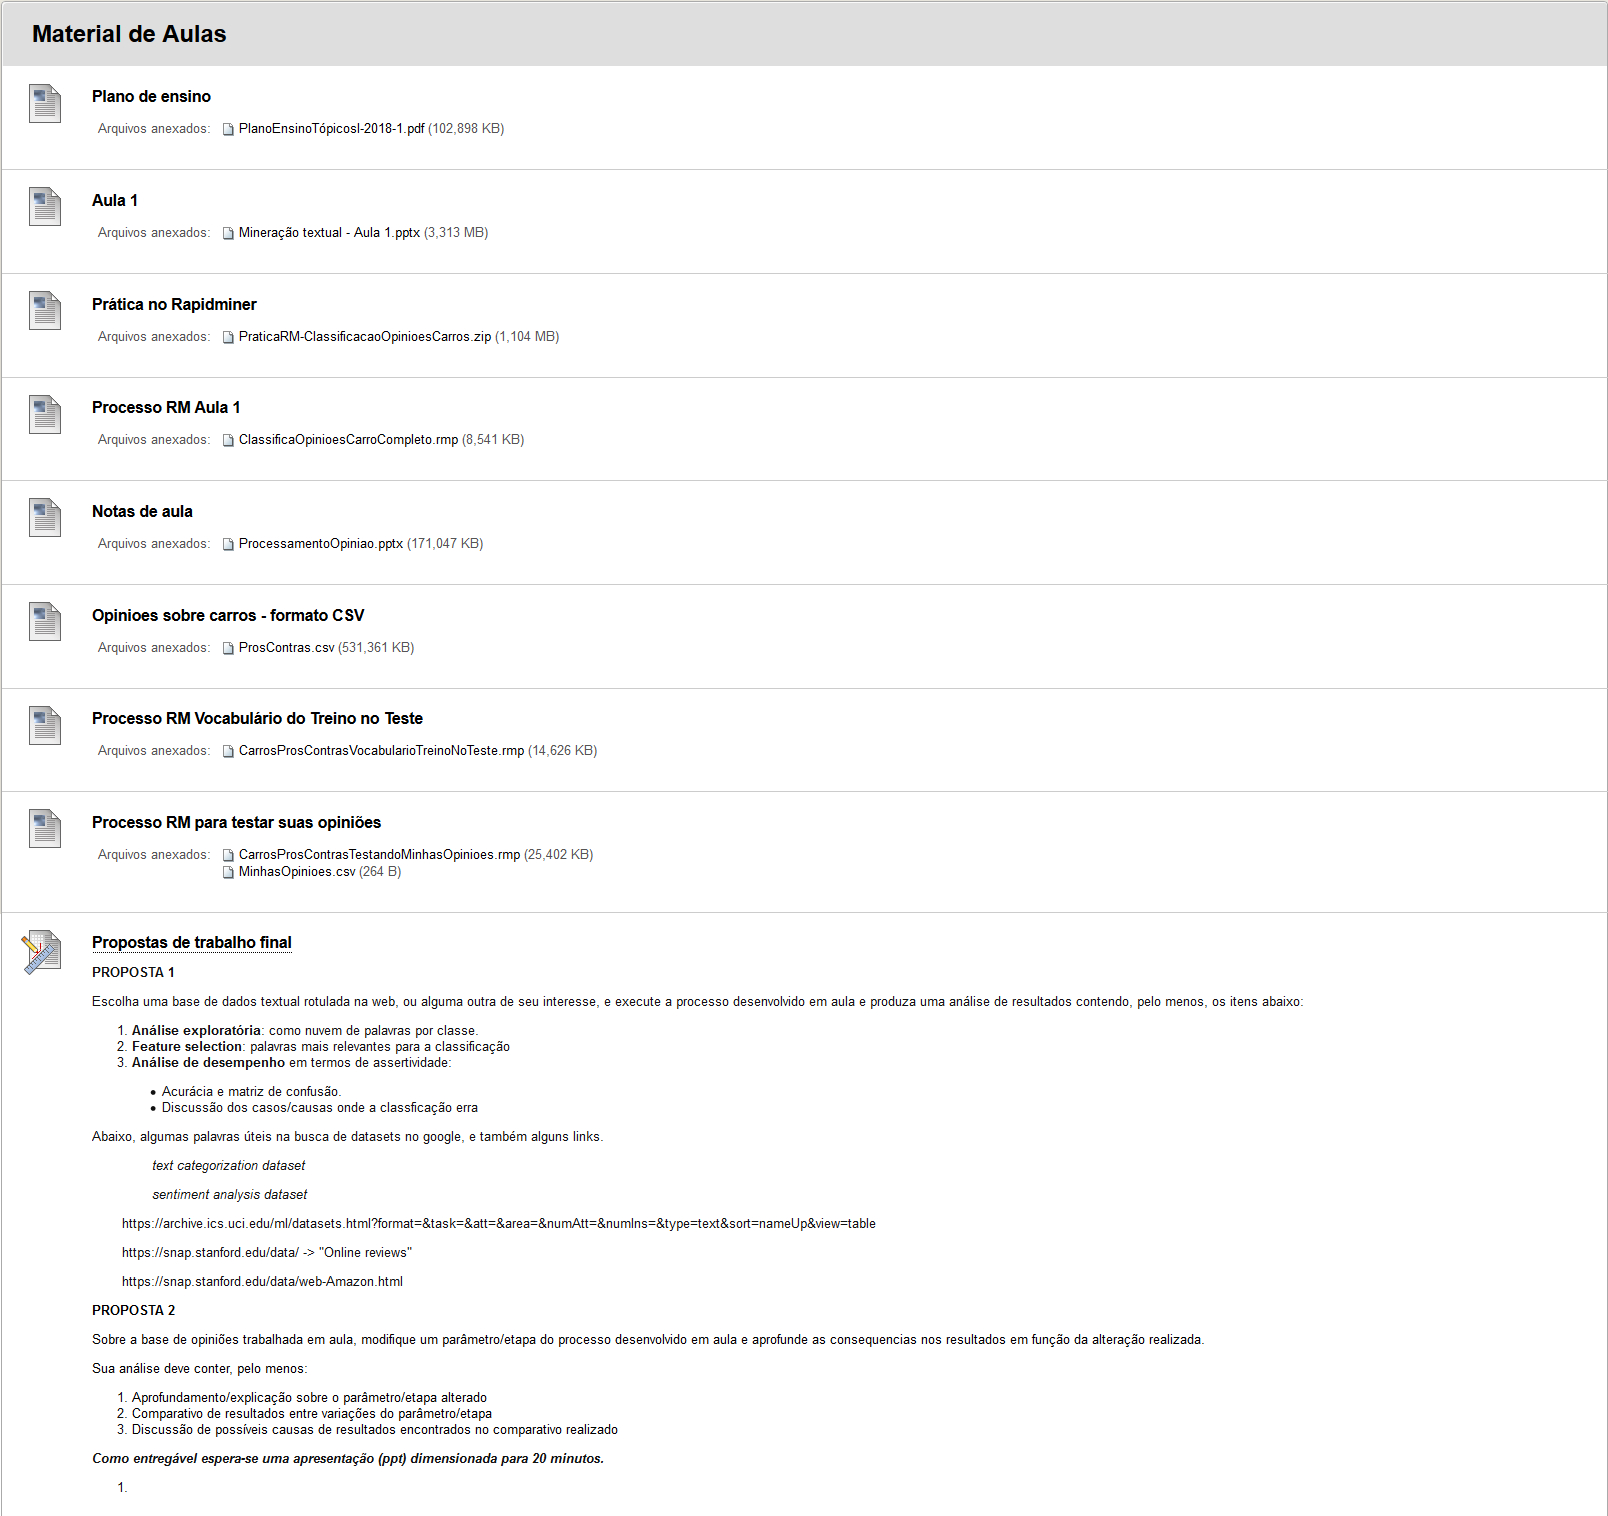 Material de Aulas
Plano de ensino
Arquivos anexados: PlanoEnsinoTópicosI-2018-1.pdf (102,898 KB)
Aula 1
Arquivos anexados: Mineração textual - Aula 1.pptx (3,313 MB)
Prática no Rapidminer
Arquivos anexados: PraticaRM-ClassificacaoOpinioesCarros.zip (1,104 MB)
Processo RM Aula 1
Arquivos anexados: ClassificaOpinioesCarroCompleto.rmp (8,541 KB)
Notas de aula
Arquivos anexados: ProcessamentoOpiniao.pptx (171,047 KB)
Opinioes sobre carros - formato CSV
Arquivos anexados: ProsContras.csv (531,361 KB)
Processo RM Vocabulário do Treino no Teste
Arquivos anexados: CarrosProsContrasVocabularioTreinoNoTeste.rmp (14,626 KB)
Processo RM para testar suas opiniões
Arquivos anexados: CarrosProsContrasTestandoMinhasOpinioes.rmp (25,402 KB)
MinhasOpinioes.csv (264 B)
Propostas de trabalho final
PROPOSTA 1
Escolha uma base de dados textual rotulada na web, ou alguma outra de seu interesse, e execute a processo desenvolvido em aula e produza uma análise de resultados contendo, pelo menos, os itens abaixo:
1. Análise exploratória: como nuvem de palavras por classe.
2. Feature selection: palavras mais relevantes para a classificação
3. Análise de desempenho em termos de assertividade:
• Acurácia e matriz de confusão.
• Discussão dos casos/causas onde a classficação erra
Abaixo, algumas palavras úteis na busca de datasets no google, e também alguns links.
text categorization dataset
sentiment analysis dataset
https://archive.ics.uci.edu/ml/datasets.html?format=&task=&att=&area=&numAtt=&numIns=&type=text&sort=nameUp&view=table
https://snap.stanford.edu/data/ -> "Online reviews"
https://snap.stanford.edu/data/web-Amazon.html
PROPOSTA 2
Sobre a base de opiniões trabalhada em aula, modifique um parâmetro/etapa do processo desenvolvido em aula e aprofunde as consequencias nos resultados em função da alteração realizada.
Sua análise deve conter, pelo menos:
1. Aprofundamento/explicação sobre o parâmetro/etapa alterado
2. Comparativo de resultados entre variações do parâmetro/etapa
3. Discussão de possíveis causas de resultados encontrados no comparativo realizado
Como entregável espera-se uma apresentação (ppt) dimensionada para 20 minutos.
1.